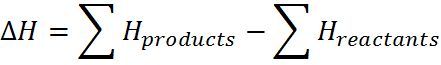 ΔH = ∑ H_products − ∑ H_reactants